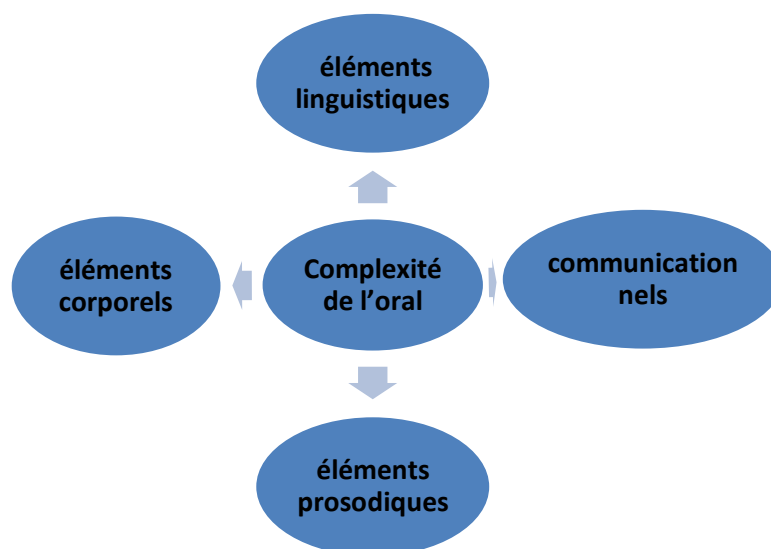 éléments
linguistiques
éléments
corporels
Complexité
de l’oral
communication
nels
éléments
prosodiques